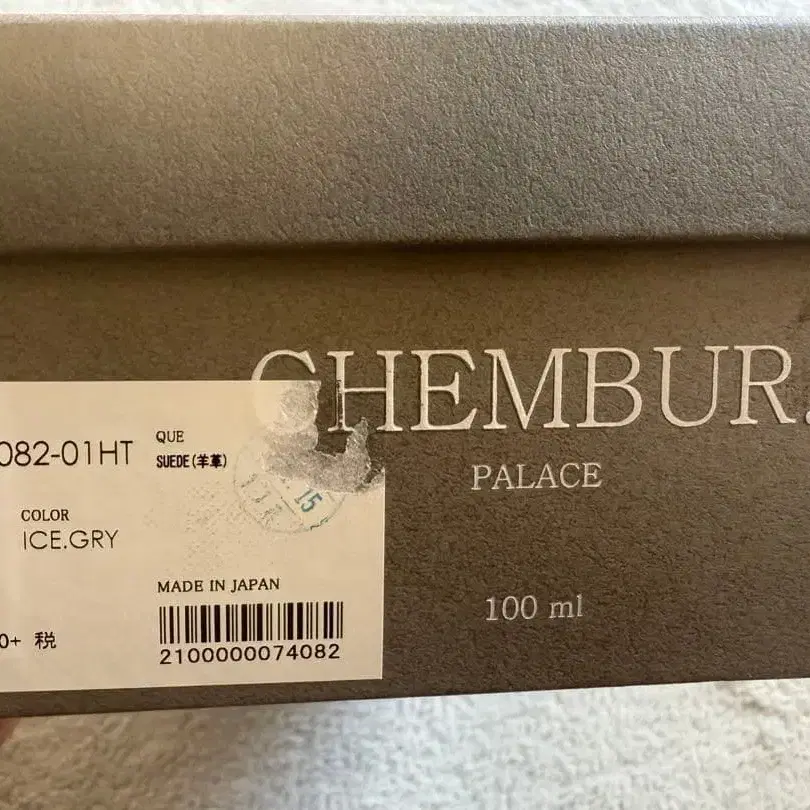 CHEMBUR.
PALACE
100 ml
082-01HT
QUE
SUEDE(羊革)
COLOR
ICE.GRY
15
MADE IN JAPAN
0+ 税
2100000074082